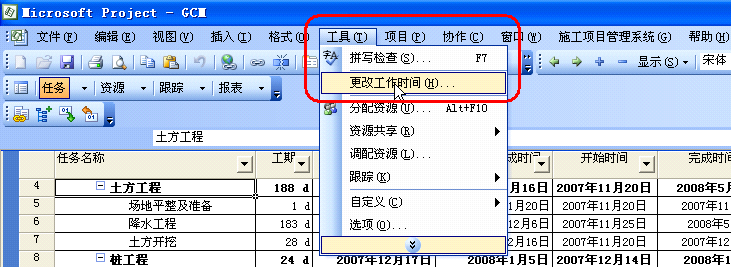 Microsoft Project - GCM
文件(F) 编辑(E) 视图(V) 插入(I) 格式(O) 工具(T) 项目(P) 协作(C) 窗口(W) 施工项目管理系统(G) 帮助(H)
显示(S) 宋体
任务 资源 跟踪 报表
土方工程
拼写检查(S)... F7
更改工作时间(H)...
分配资源(U)... Alt+F10
资源共享(R)
调配资源(L)...
跟踪(K)
自定义(C)
选项(O)...
任务名称 工期 成时间 开始时间 完成时间
4 土方工程 188 d 月16日 2007年11月20日 2008年5
5 场地平整及准备 1 d 月20日 2007年11月20日 2007年11
6 降水工程 183 d 12月6日 2007年11月25日 2008年5
7 土方开挖 28 d 2月16日 2007年11月20日 2007年12
8 桩工程 24 d 2007年12月17日 2008年1月5日 2007年12月14日 2008年1